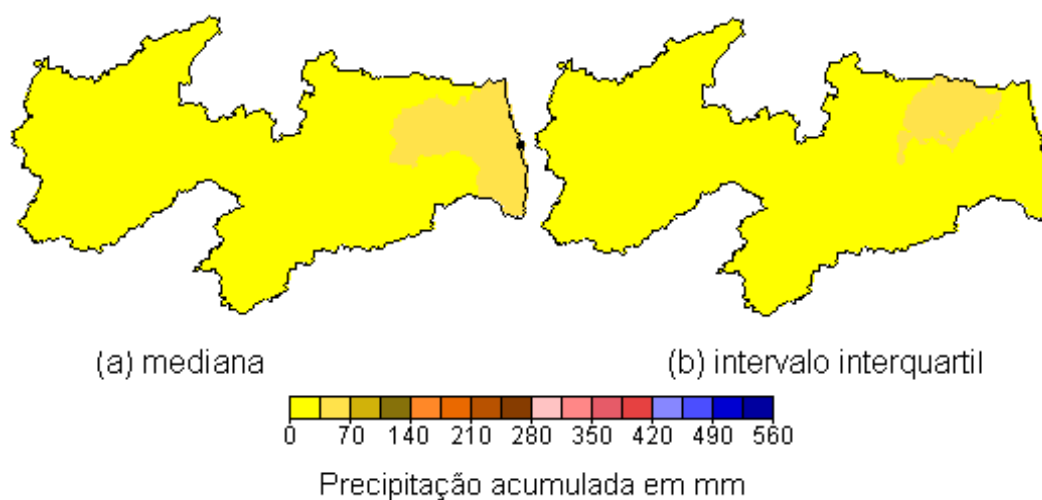 (a) mediana
(b) intervalo interquartil
0 70 140 210 280 350 420 490 560
Precipitação acumulada em mm